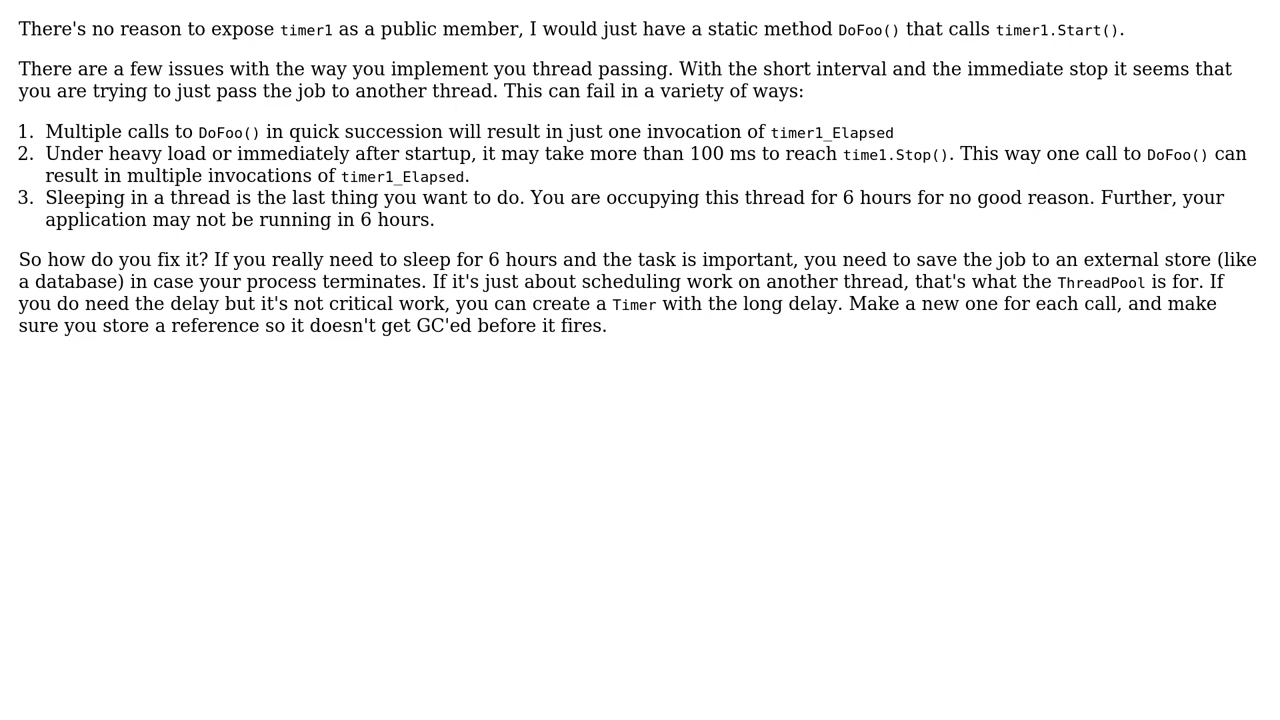 There's no reason to expose timer1 as a public member, I would just have a static method DoFoo() that calls timer1.Start().
There are a few issues with the way you implement you thread passing. With the short interval and the immediate stop it seems that
you are trying to just pass the job to another thread. This can fail in a variety of ways:
1. Multiple calls to DoFoo() in quick succession will result in just one invocation of timer1_Elapsed
2. Under heavy load or immediately after startup, it may take more than 100 ms to reach time1.Stop(). This way one call to DoFoo() can
result in multiple invocations of timer1_Elapsed.
3. Sleeping in a thread is the last thing you want to do. You are occupying this thread for 6 hours for no good reason. Further, your
application may not be running in 6 hours.
So how do you fix it? If you really need to sleep for 6 hours and the task is important, you need to save the job to an external store (like
a database) in case your process terminates. If it's just about scheduling work on another thread, that's what the ThreadPool is for. If
you do need the delay but it's not critical work, you can create a Timer with the long delay. Make a new one for each call, and make
sure you store a reference so it doesn't get GC'ed before it fires.